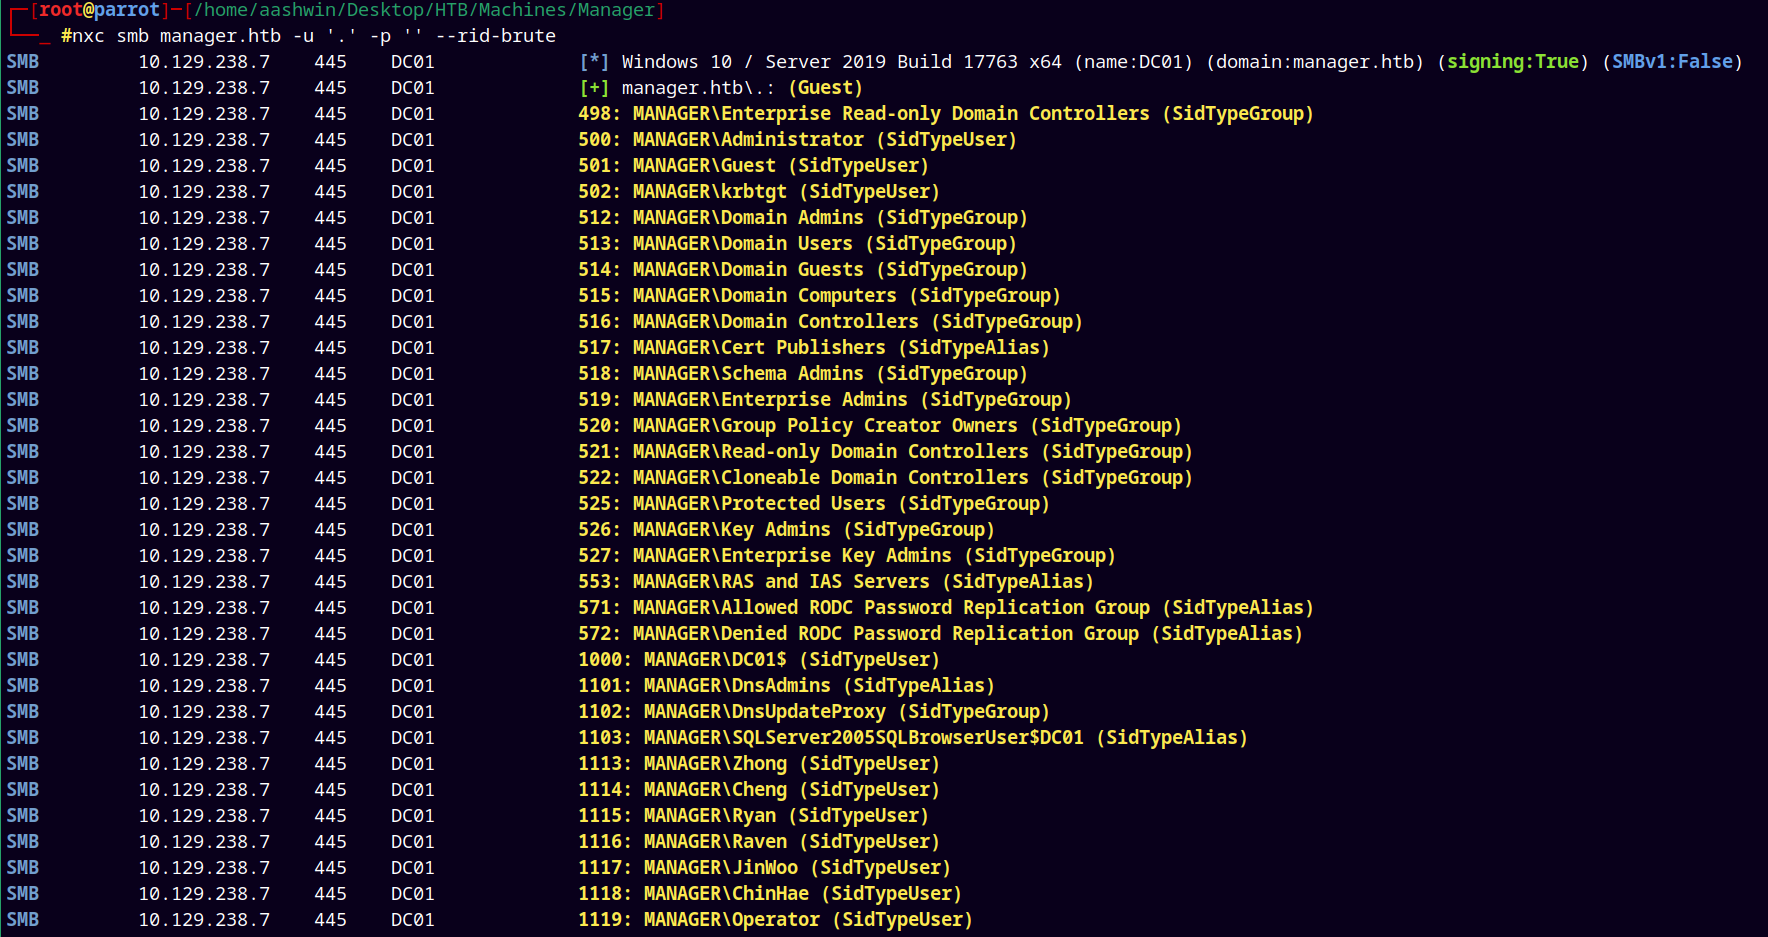 ┌─[root@parrot]─[/home/aashwin/Desktop/HTB/Machines/Manager]
└──_ #nxc smb manager.htb -u '.' -p '' --rid-brute
SMB 10.129.238.7 445 DC01 [*] Windows 10 / Server 2019 Build 17763 x64 (name:DC01) (domain:manager.htb) (signing:True) (SMBv1:False)
SMB 10.129.238.7 445 DC01 [+] manager.htb\.: (Guest)
SMB 10.129.238.7 445 DC01 498: MANAGER\Enterprise Read-only Domain Controllers (SidTypeGroup)
SMB 10.129.238.7 445 DC01 500: MANAGER\Administrator (SidTypeUser)
SMB 10.129.238.7 445 DC01 501: MANAGER\Guest (SidTypeUser)
SMB 10.129.238.7 445 DC01 502: MANAGER\krbtgt (SidTypeUser)
SMB 10.129.238.7 445 DC01 512: MANAGER\Domain Admins (SidTypeGroup)
SMB 10.129.238.7 445 DC01 513: MANAGER\Domain Users (SidTypeGroup)
SMB 10.129.238.7 445 DC01 514: MANAGER\Domain Guests (SidTypeGroup)
SMB 10.129.238.7 445 DC01 515: MANAGER\Domain Computers (SidTypeGroup)
SMB 10.129.238.7 445 DC01 516: MANAGER\Domain Controllers (SidTypeGroup)
SMB 10.129.238.7 445 DC01 517: MANAGER\Cert Publishers (SidTypeAlias)
SMB 10.129.238.7 445 DC01 518: MANAGER\Schema Admins (SidTypeGroup)
SMB 10.129.238.7 445 DC01 519: MANAGER\Enterprise Admins (SidTypeGroup)
SMB 10.129.238.7 445 DC01 520: MANAGER\Group Policy Creator Owners (SidTypeGroup)
SMB 10.129.238.7 445 DC01 521: MANAGER\Read-only Domain Controllers (SidTypeGroup)
SMB 10.129.238.7 445 DC01 522: MANAGER\Cloneable Domain Controllers (SidTypeGroup)
SMB 10.129.238.7 445 DC01 525: MANAGER\Protected Users (SidTypeGroup)
SMB 10.129.238.7 445 DC01 526: MANAGER\Key Admins (SidTypeGroup)
SMB 10.129.238.7 445 DC01 527: MANAGER\Enterprise Key Admins (SidTypeGroup)
SMB 10.129.238.7 445 DC01 553: MANAGER\RAS and IAS Servers (SidTypeAlias)
SMB 10.129.238.7 445 DC01 571: MANAGER\Allowed RODC Password Replication Group (SidTypeAlias)
SMB 10.129.238.7 445 DC01 572: MANAGER\Denied RODC Password Replication Group (SidTypeAlias)
SMB 10.129.238.7 445 DC01 1000: MANAGER\DC01$ (SidTypeUser)
SMB 10.129.238.7 445 DC01 1101: MANAGER\DnsAdmins (SidTypeAlias)
SMB 10.129.238.7 445 DC01 1102: MANAGER\DnsUpdateProxy (SidTypeGroup)
SMB 10.129.238.7 445 DC01 1103: MANAGER\SQLServer2005SQLBrowserUser$DC01 (SidTypeAlias)
SMB 10.129.238.7 445 DC01 1113: MANAGER\Zhong (SidTypeUser)
SMB 10.129.238.7 445 DC01 1114: MANAGER\Cheng (SidTypeUser)
SMB 10.129.238.7 445 DC01 1115: MANAGER\Ryan (SidTypeUser)
SMB 10.129.238.7 445 DC01 1116: MANAGER\Raven (SidTypeUser)
SMB 10.129.238.7 445 DC01 1117: MANAGER\JinWoo (SidTypeUser)
SMB 10.129.238.7 445 DC01 1118: MANAGER\ChinHae (SidTypeUser)
SMB 10.129.238.7 445 DC01 1119: MANAGER\Operator (SidTypeUser)